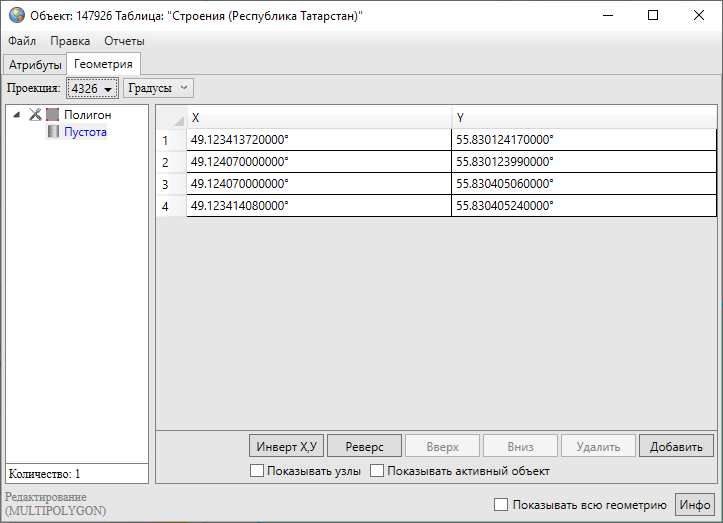 Объект: 147926 Таблица: "Строения (Республика Татарстан)"
Файл Правка Отчеты
Атрибуты Геометрия
Проекция: 4326 Градусы
Полигон
Пустота
X Y
1 49.123413720000° 55.830124170000°
2 49.124070000000° 55.830123990000°
3 49.124070000000° 55.830405060000°
4 49.123414080000° 55.830405240000°
Инверт X,У Реверс Вверх Вниз Удалить Добавить
Показывать узлы Показывать активный объект
Количество: 1
Редактирование
(MULTIPOLYGON)
Показывать всю геометрию Инфо